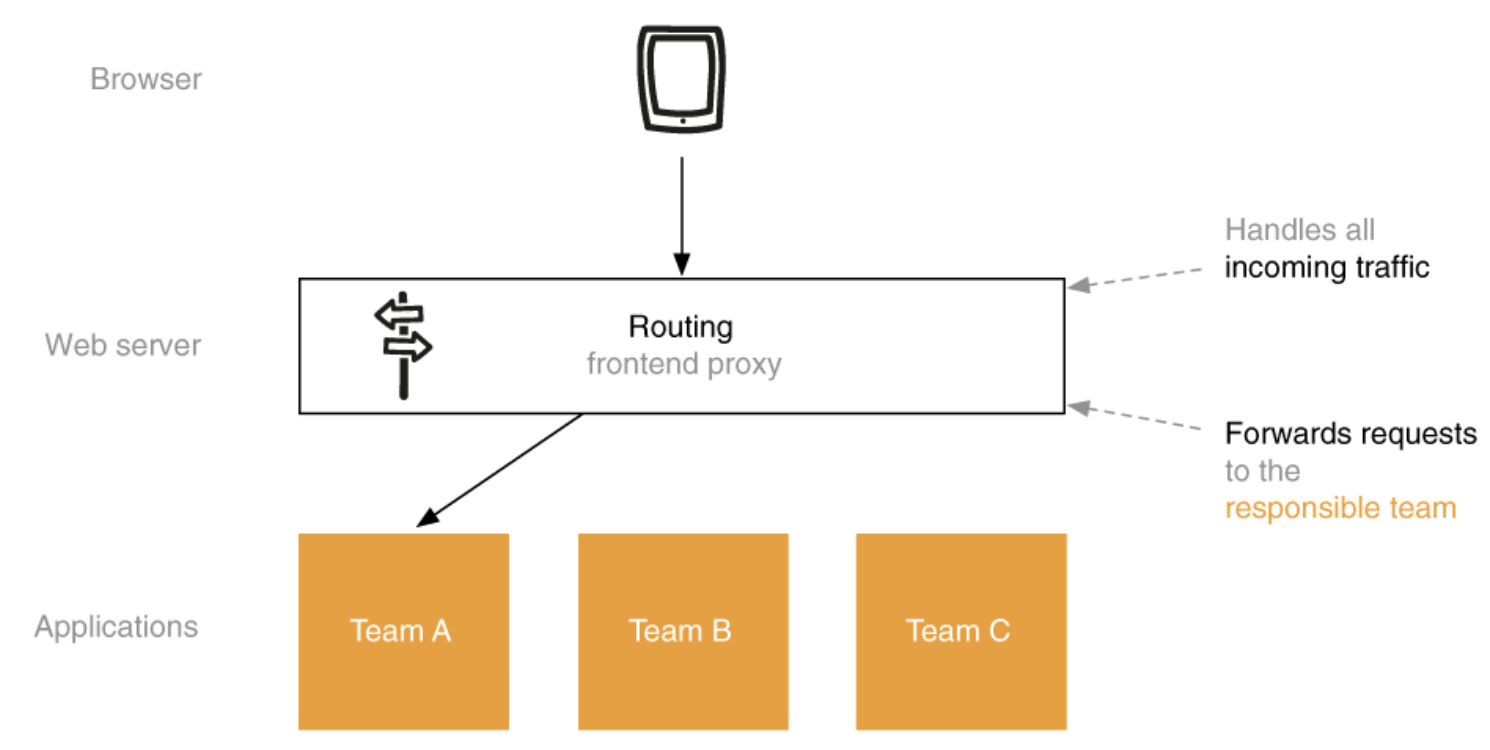 Browser
Handles all
incoming traffic
Web server
Routing
frontend proxy
Forwards requests
to the
responsible team
Applications
Team A
Team B
Team C